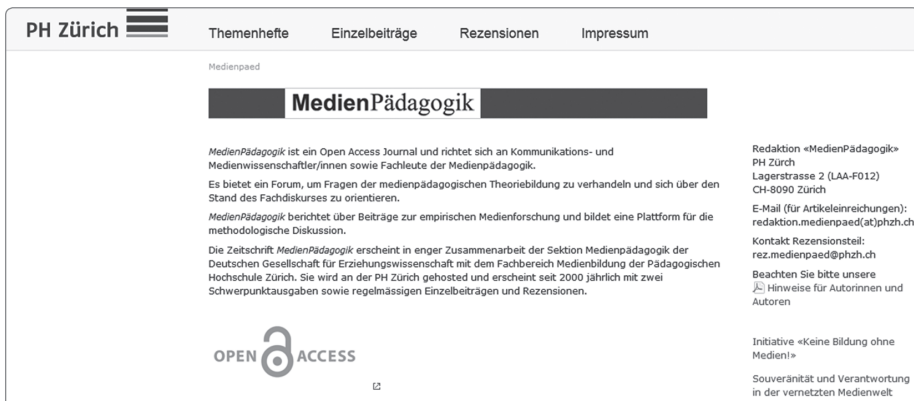 PH Zürich
Themenhefte Einzelbeiträge Rezensionen Impressum
Medienpaed
MedienPädagogik
MedienPädagogik ist ein Open Access Journal und richtet sich an Kommunikations- und
Medienwissenschaftler/innen sowie Fachleute der Medienpädagogik.
Es bietet ein Forum, um Fragen der medienpädagogischen Theoriebildung zu verhandeln und sich über den
Stand des Fachdiskurses zu orientieren.
MedienPädagogik berichtet über Beiträge zur empirischen Medienforschung und bildet eine Plattform für die
methodologische Diskussion.
Die Zeitschrift MedienPädagogik erscheint in enger Zusammenarbeit der Sektion Medienpädagogik der
Deutschen Gesellschaft für Erziehungswissenschaft mit dem Fachbereich Medienbildung der Pädagogischen
Hochschule Zürich. Sie wird an der PH Zürich gehosted und erscheint seit 2000 jährlich mit zwei
Schwerpunktausgaben sowie regelmässigen Einzelbeiträgen und Rezensionen.
OPEN ACCESS
Redaktion «MedienPädagogik»
PH Zürch
Lagerstrasse 2 (LAA-F012)
CH-8090 Zürich
E-Mail (für Artikeleinreichungen):
redaktion.medienpaed(at)phzh.ch
Kontakt Rezensionsteil:
rez.medienpaed@phzh.ch
Beachten Sie bitte unsere
Hinweise für Autorinnen und
Autoren
Initiative «Keine Bildung ohne
Medien!»
Souveränität und Verantwortung
in der vernetzten Medienwelt